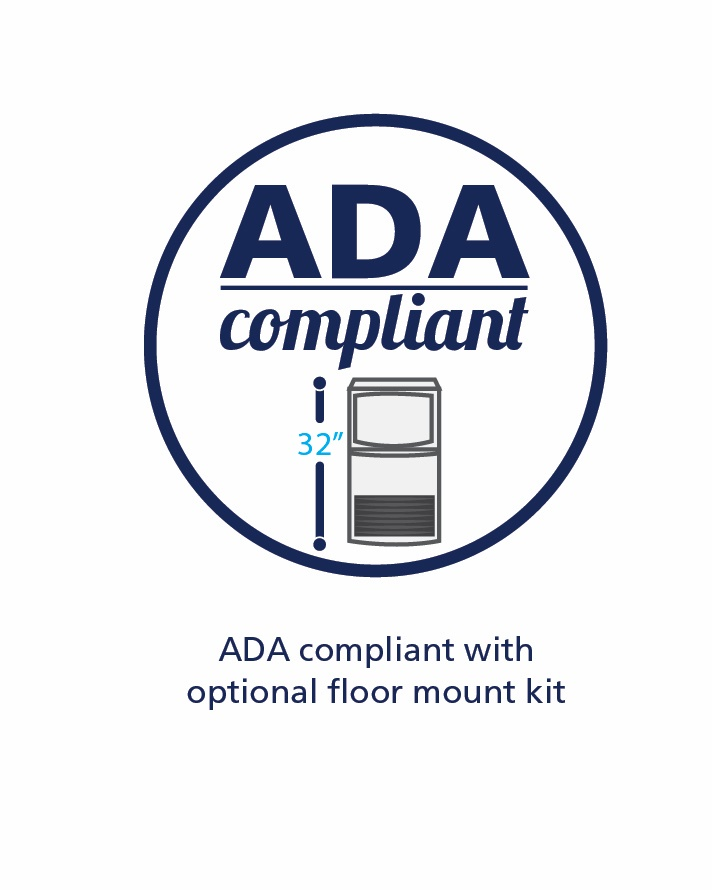 ADA
compliant
32”
ADA compliant with
optional floor mount kit